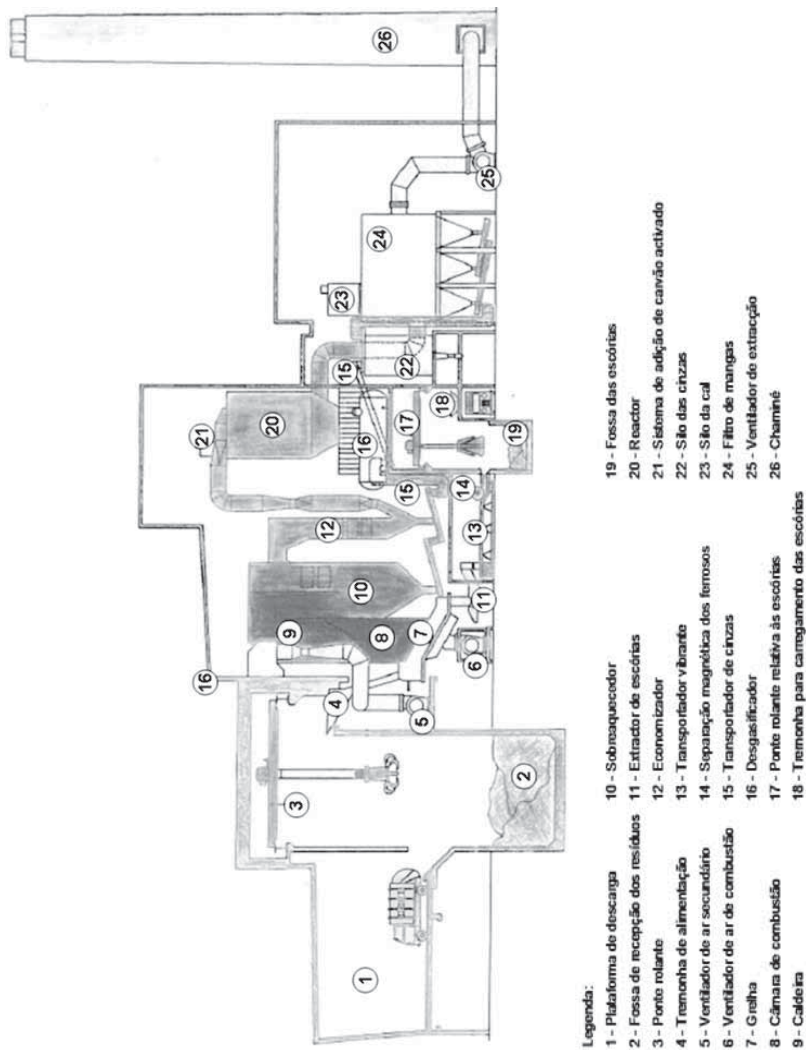 Legenda:
1 - Plataforma de descarga
2 - Fossa de recepção dos resíduos
3 - Ponte rolante
4 - Tremonha de alimentação
5 - Ventilador de ar secundário
6 - Ventilador de ar de combustão
7 - Grelha
8 - Câmara de combustão
9 - Caldeira
10 - Sobreaquecedor
11 - Extractor de escórias
12 - Economizador
13 - Transportador vibrante
14 - Separação magnética dos ferrosos
15 - Transportador de cinzas
16 - Desgasificador
17 - Ponte rolante relativa às escórias
18 - Tremonha para carregamento das escórias
19 - Fossa das escórias
20 - Reactor
21 - Sistema de adição de carvão activado
22 - Silo das cinzas
23 - Silo da cal
24 - Filtro de mangas
25 - Ventilador de extracção
26 - Chaminé
1
2
3
4
5
6
7
8
9
10
11
12
13
14
15
15
16
16
17
18
19
20
21
22
23
24
25
26